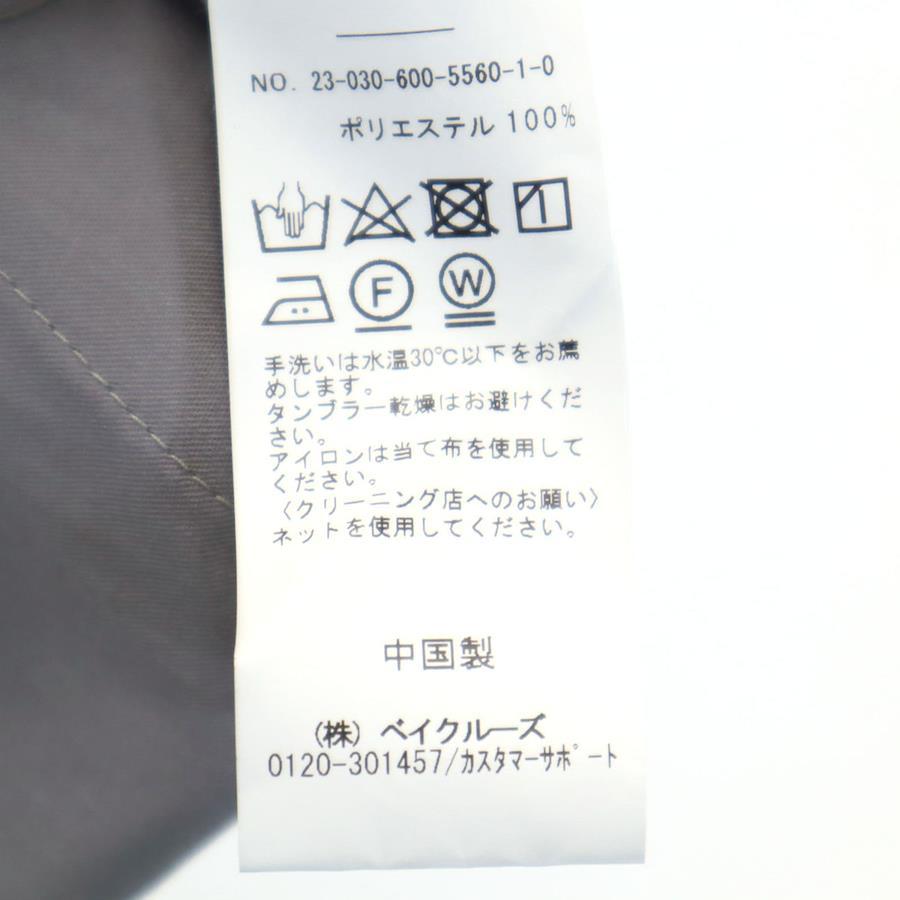 NO. 23-030-600-5560-1-0
ポリエステル 100%
F W
手洗いは水温30℃以下をお薦
めします。
タンブラー乾燥はお避けくだ
さい。
アイロンは当て布を使用して
ください。
〈クリーニング店へのお願い〉
ネットを使用してください。
中国製
(株) ベイクルーズ
0120-301457/カスタマーサポート